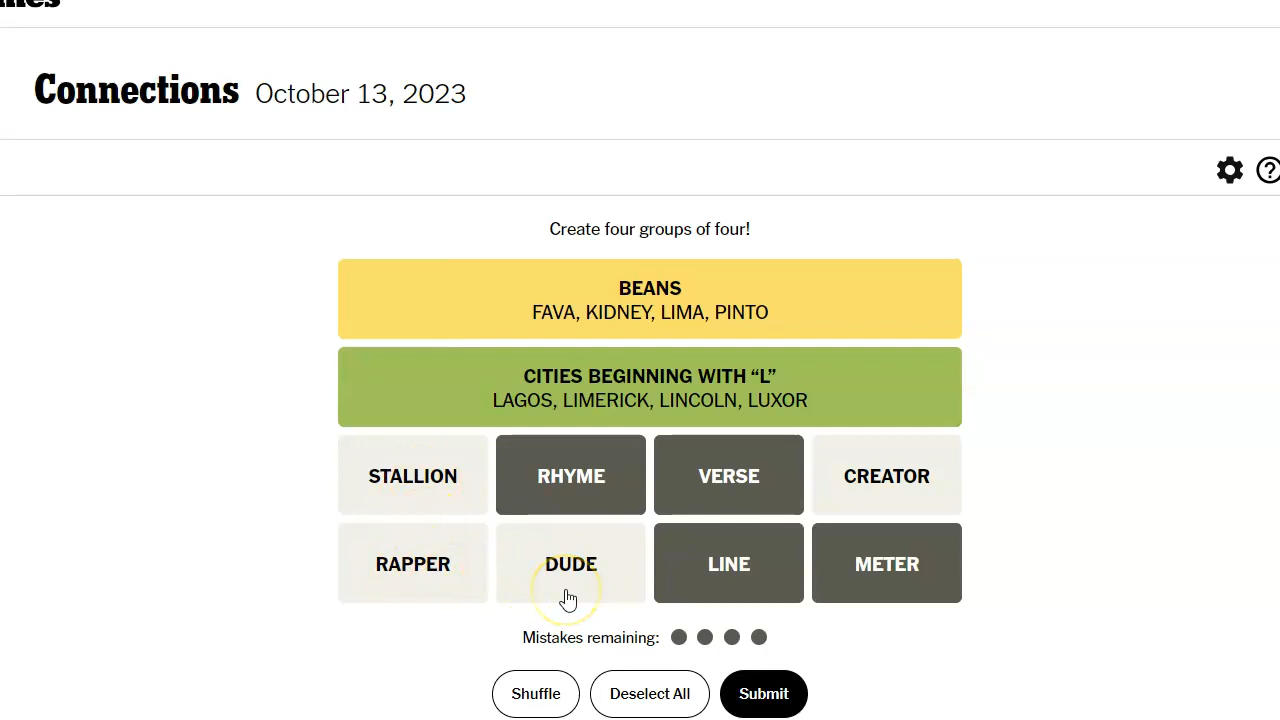 Connections October 13, 2023
Create four groups of four!
BEANS
FAVA, KIDNEY, LIMA, PINTO
CITIES BEGINNING WITH “L”
LAGOS, LIMERICK, LINCOLN, LUXOR
STALLION RHYME VERSE CREATOR
RAPPER DUDE LINE METER
Mistakes remaining:
Shuffle Deselect All Submit